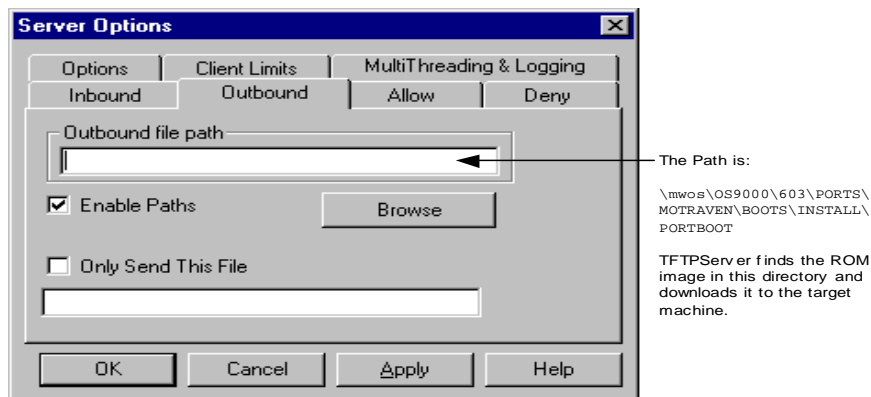 Server Options
Options Client Limits MultiThreading & Logging
Inbound Outbound Allow Deny
Outbound file path
Enable Paths
Browse
Only Send This File
OK Cancel Apply Help
The Path is:
\mwos\OS9000\603\PORTS\
MOTRAVEN\BOOTS\INSTALL\
PORTBOOT
TFTPServer finds the ROM
image in this directory and
downloads it to the target
machine.